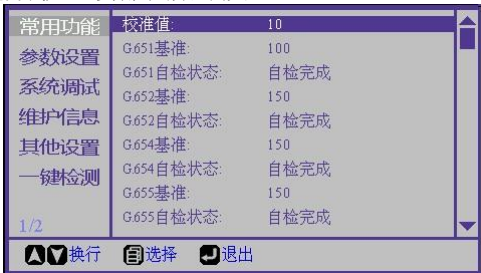 常用功能
参数设置
系统调试
维护信息
其他设置
一键检测
1/2
校准值: 10
G.651基准: 100
G.651自检状态: 自检完成
G.652基准: 150
G.652自检状态: 自检完成
G.654基准: 150
G.654自检状态: 自检完成
G.655基准: 150
G.655自检状态: 自检完成
换行 选择 退出